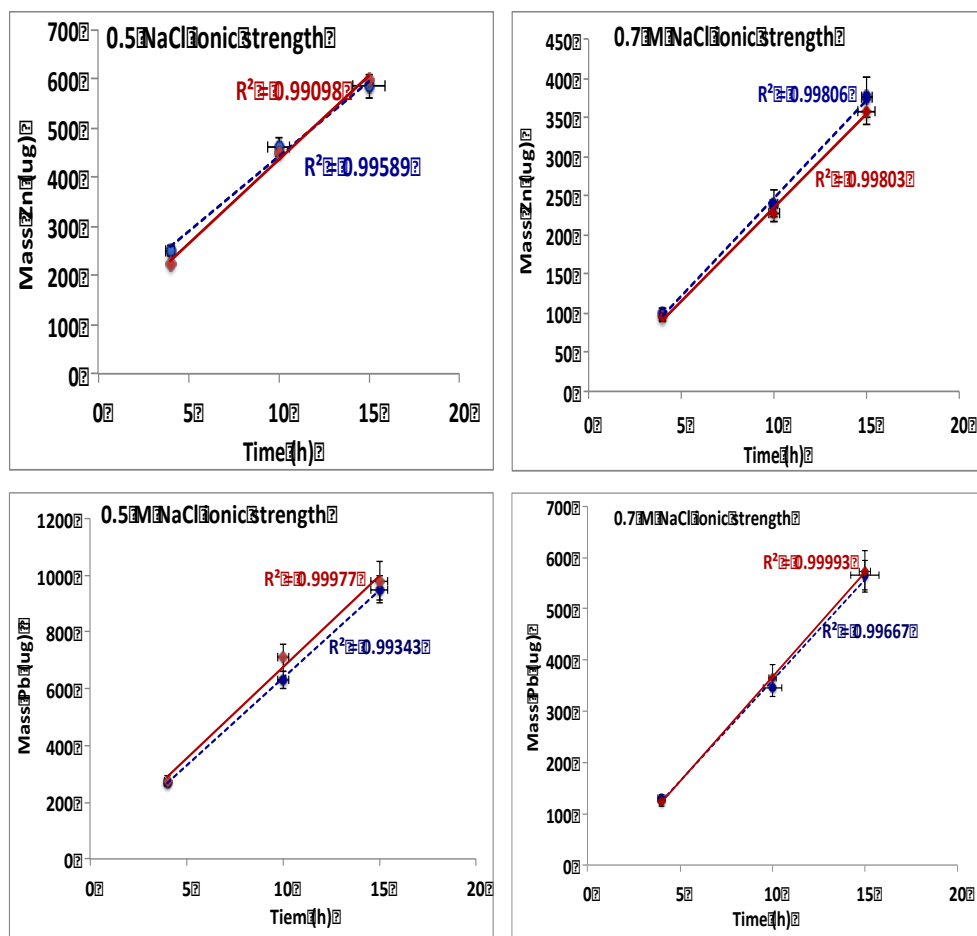 0.5 NaCl ionic strength
R² = 0.99098
R² = 0.99589
Mass Zn (ug)
700
600
500
400
300
200
100
0
0 5 10 15 20
Time (h)
0.7 M NaCl ionic strength
R² = 0.99806
R² = 0.99803
Mass Zn (ug)
450
400
350
300
250
200
150
100
50
0
0 5 10 15 20
Time (h)
0.5 M NaCl ionic strength
R² = 0.99977
R² = 0.99343
Mass Pb (ug)
1200
1000
800
600
400
200
0
0 5 10 15 20
Tiem (h)
0.7 M NaCl ionic strength
R² = 0.99993
R² = 0.99667
Mass Pb (ug)
700
600
500
400
300
200
100
0
0 5 10 15 20
Time (h)